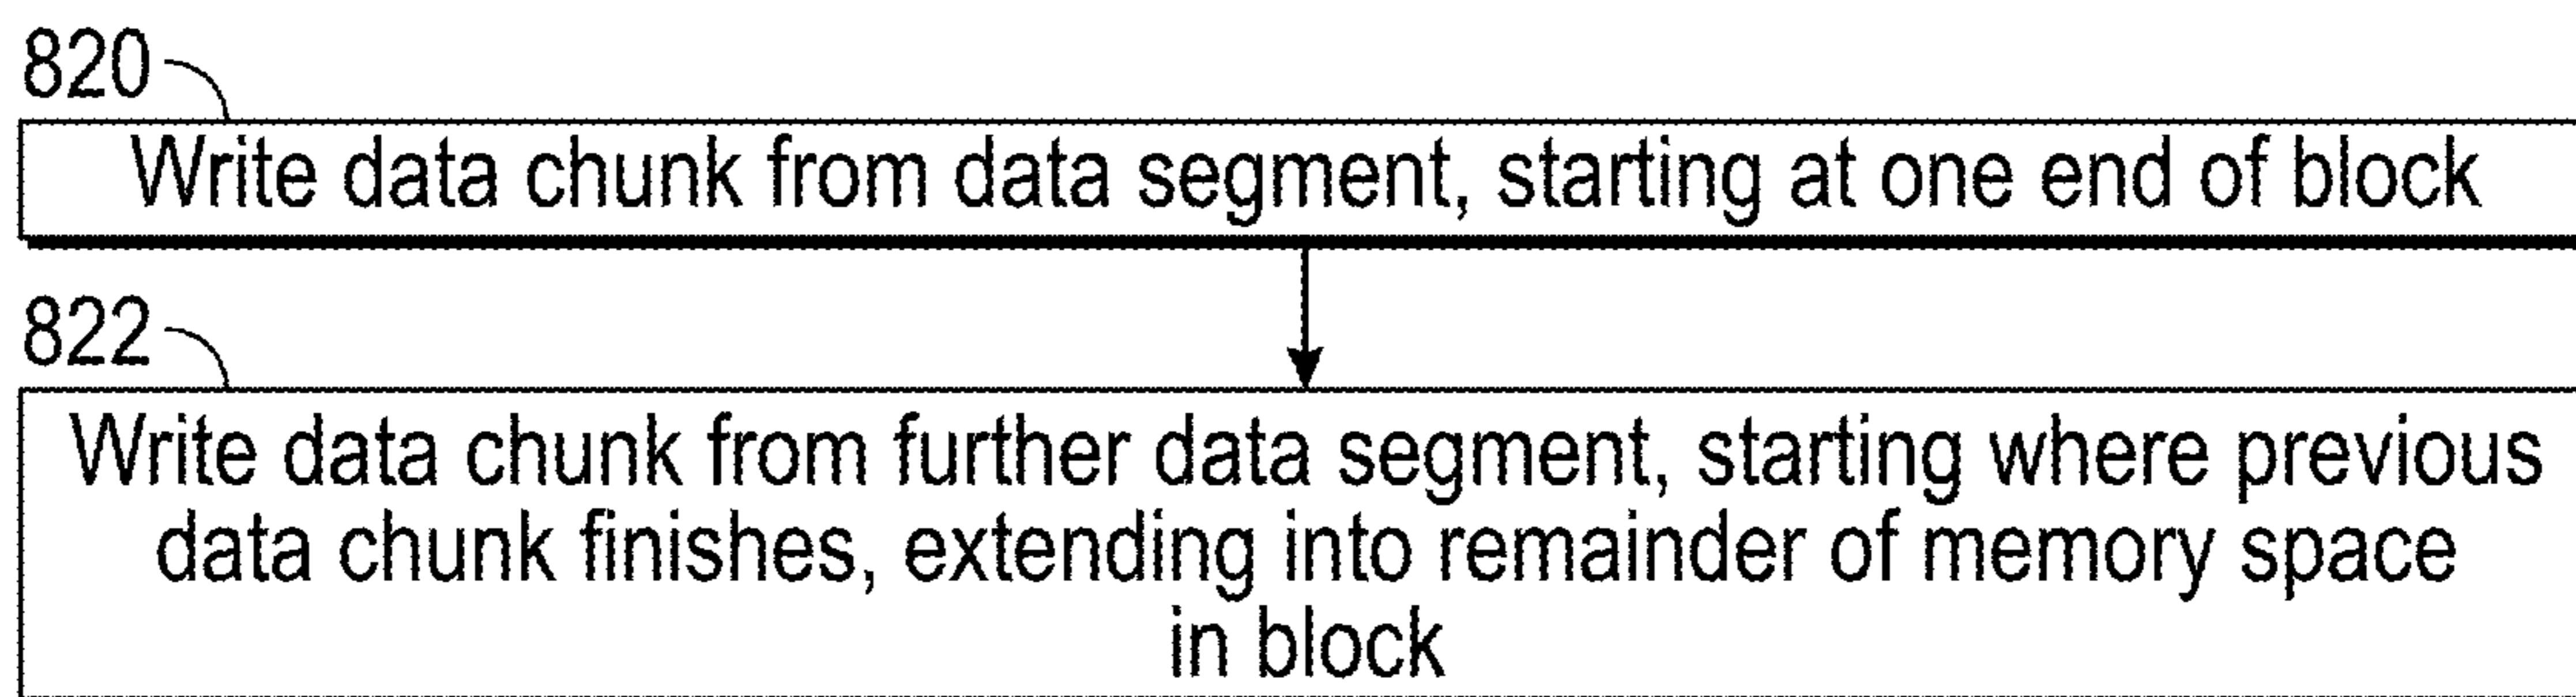 820
Write data chunk from data segment, starting at one end of block
822
Write data chunk from further data segment, starting where previous
data chunk finishes, extending into remainder of memory space
in block